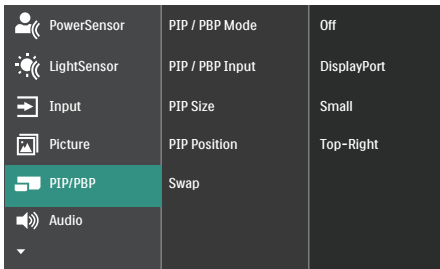 PowerSensor PIP / PBP Mode Off
LightSensor PIP / PBP Input DisplayPort
Input PIP Size Small
Picture PIP Position Top-Right
PIP/PBP Swap
Audio